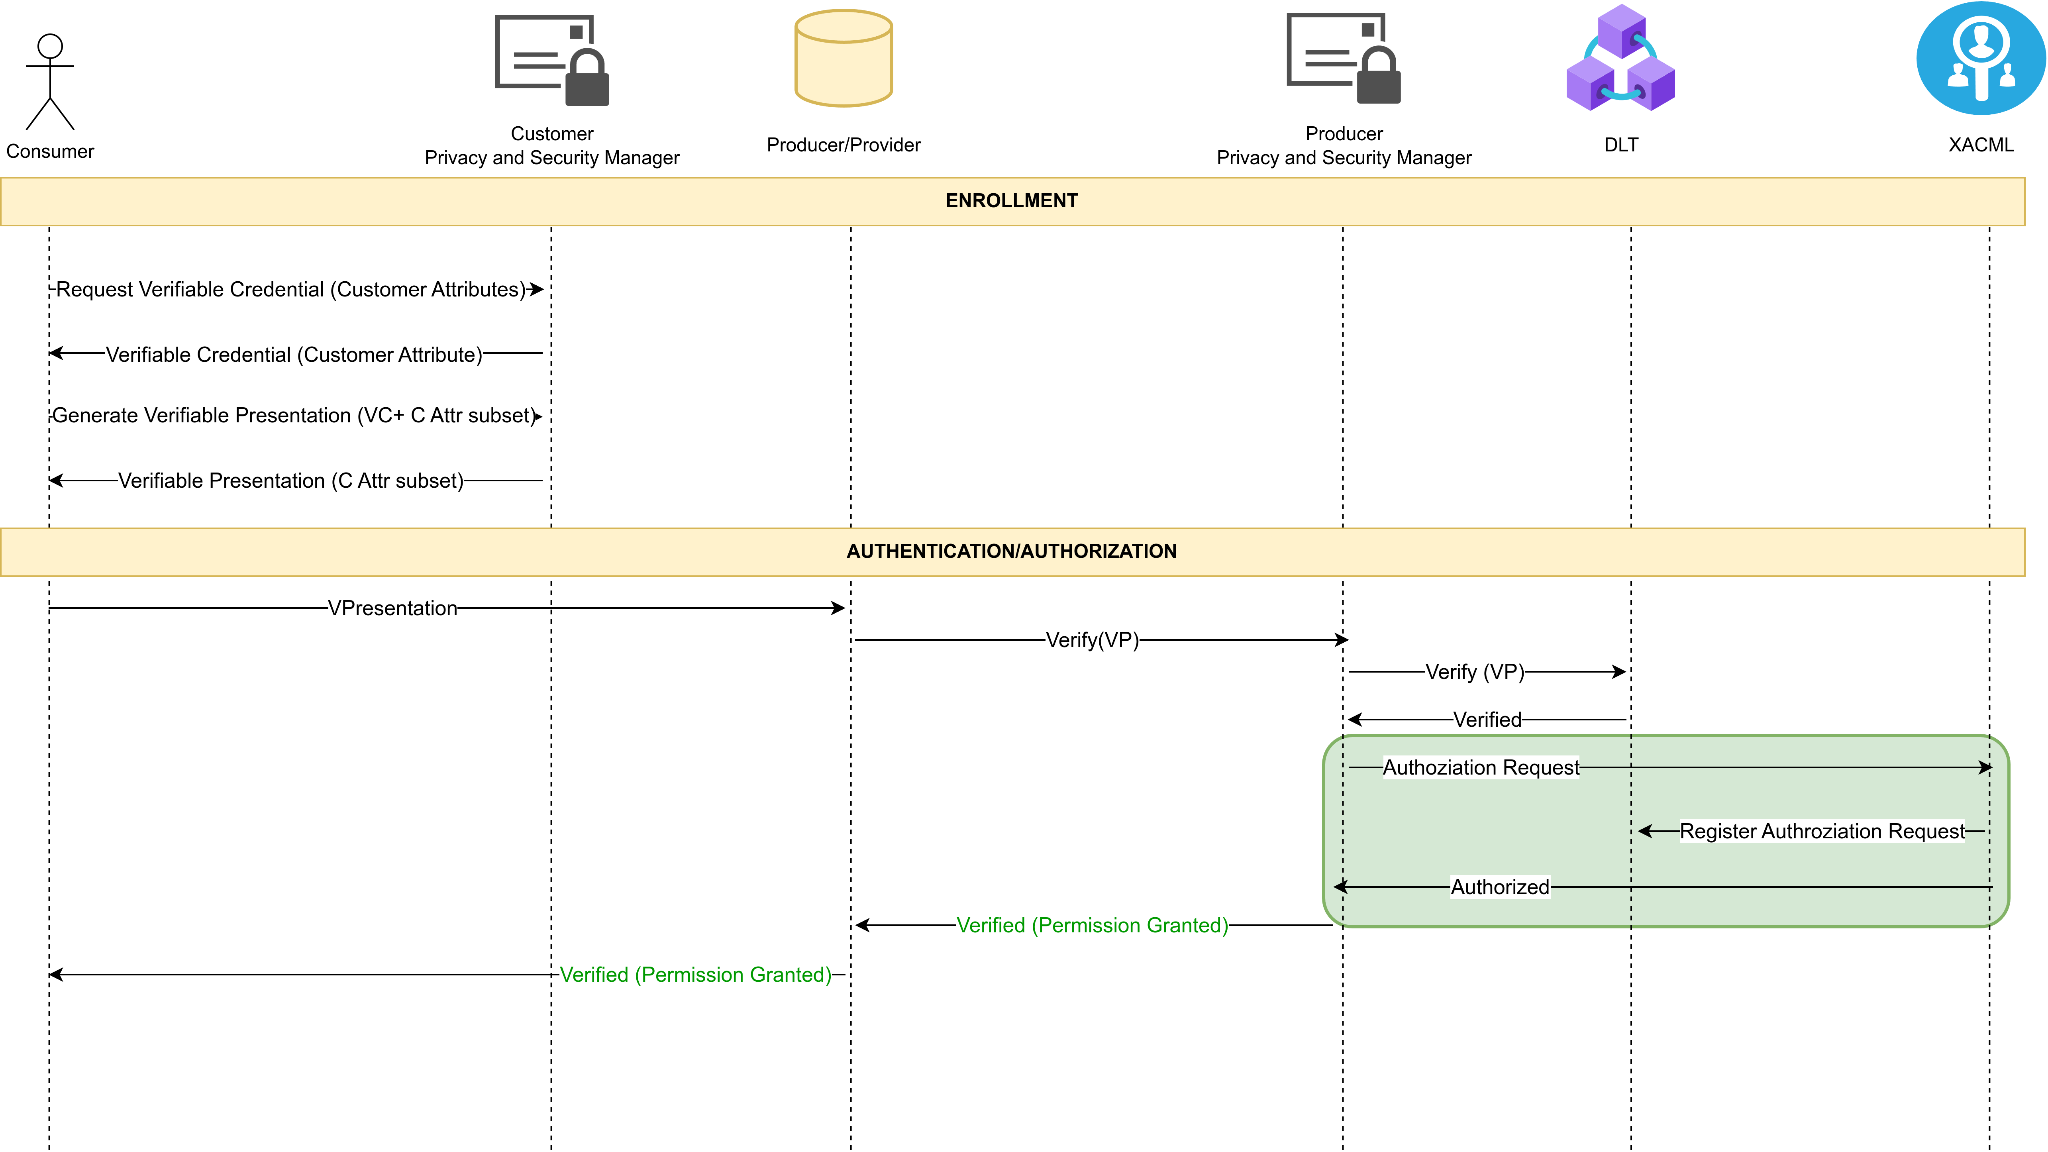 Consumer
Customer
Privacy and Security Manager
Producer/Provider
Producer
Privacy and Security Manager
DLT
XACML
ENROLLMENT
Request Verifiable Credential (Customer Attributes)
Verifiable Credential (Customer Attribute)
Generate Verifiable Presentation (VC+ C Attr subset)
Verifiable Presentation (C Attr subset)
AUTHENTICATION/AUTHORIZATION
VPresentation
Verify(VP)
Verify (VP)
Verified
Authoziation Request
Register Authroziation Request
Authorized
Verified (Permission Granted)
Verified (Permission Granted)